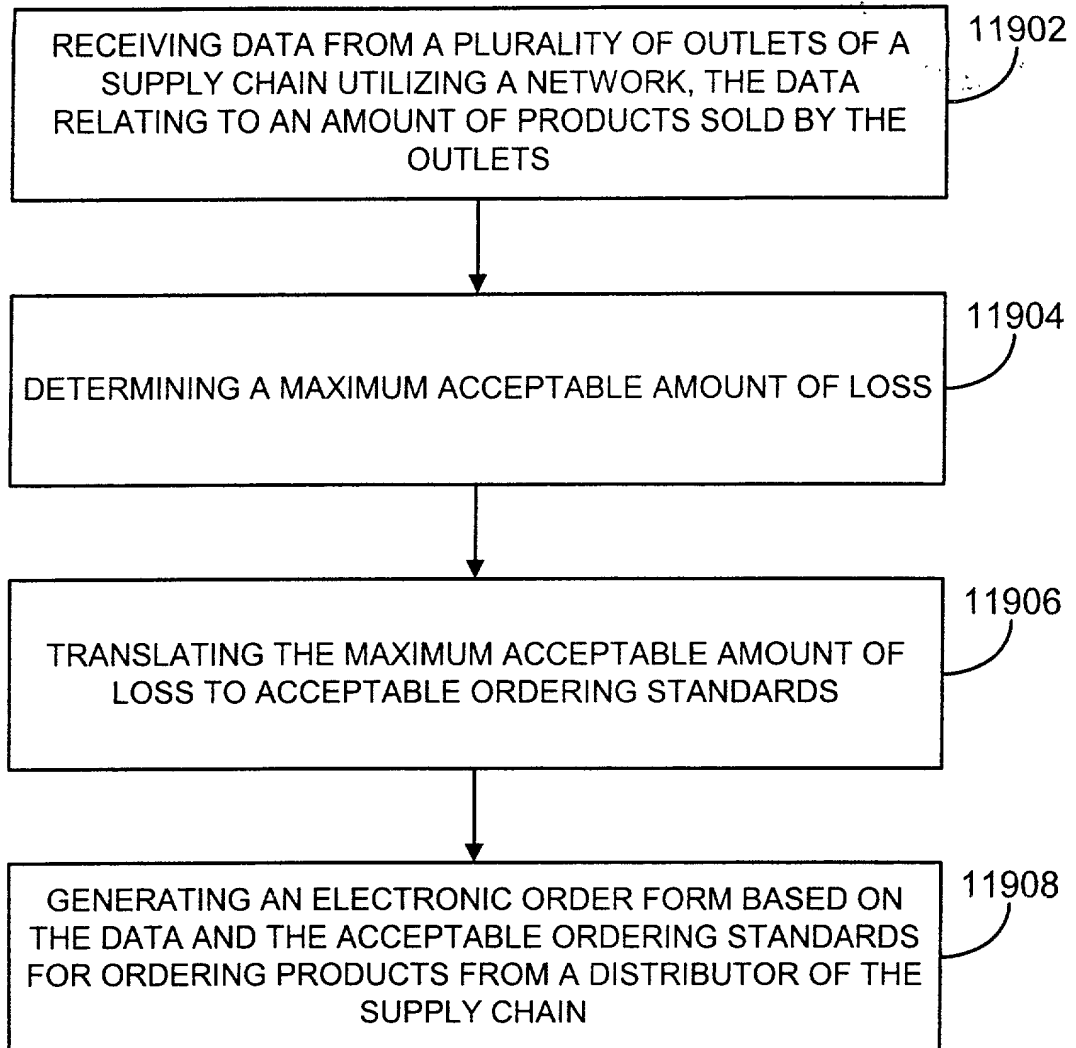 RECEIVING DATA FROM A PLURALITY OF OUTLETS OF A
SUPPLY CHAIN UTILIZING A NETWORK, THE DATA
RELATING TO AN AMOUNT OF PRODUCTS SOLD BY THE
OUTLETS
11902
DETERMINING A MAXIMUM ACCEPTABLE AMOUNT OF LOSS
11904
TRANSLATING THE MAXIMUM ACCEPTABLE AMOUNT OF
LOSS TO ACCEPTABLE ORDERING STANDARDS
11906
GENERATING AN ELECTRONIC ORDER FORM BASED ON
THE DATA AND THE ACCEPTABLE ORDERING STANDARDS
FOR ORDERING PRODUCTS FROM A DISTRIBUTOR OF THE
SUPPLY CHAIN
11908